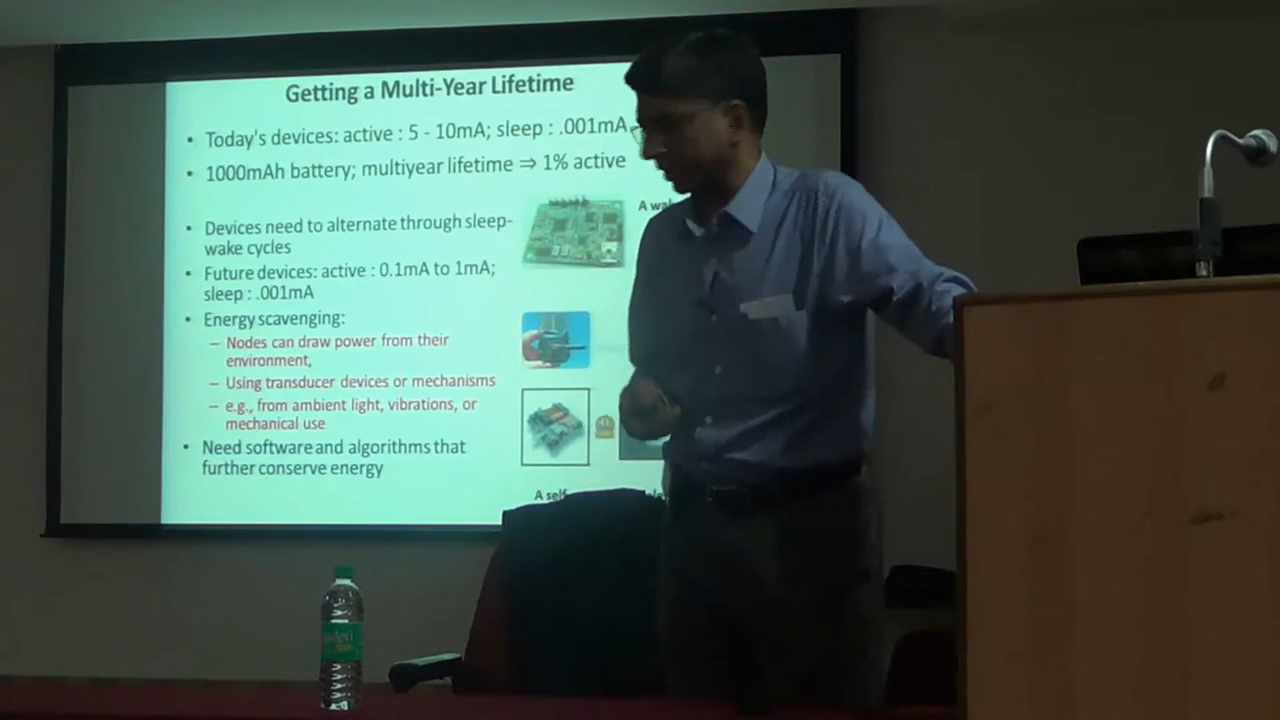 Getting a Multi-Year Lifetime
• Today's devices: active : 5 - 10mA; sleep : .001mA
• 1000mAh battery; multiyear lifetime ⇒ 1% active
A
• Devices need to alternate through sleep-
wake cycles
• Future devices: active : 0.1mA to 1mA;
sleep : .001mA
• Energy scavenging:
– Nodes can draw power from their
environment,
– Using transducer devices or mechanisms
– e.g., from ambient light, vibrations, or
mechanical use
• Need software and algorithms that
further conserve energy
A self